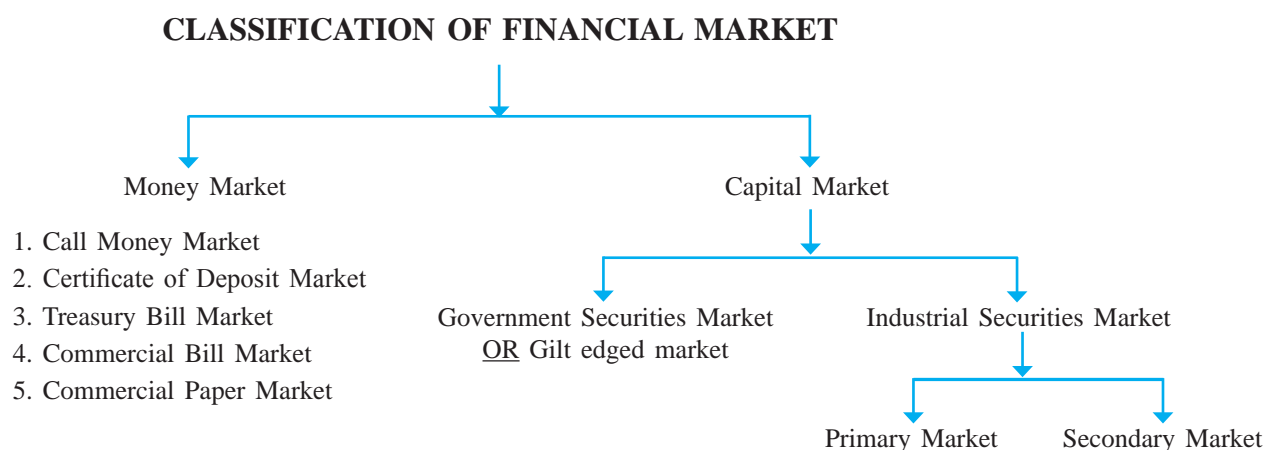 CLASSIFICATION OF FINANCIAL MARKET
Money Market
Capital Market
1. Call Money Market
2. Certificate of Deposit Market
3. Treasury Bill Market
4. Commercial Bill Market
5. Commercial Paper Market
Government Securities Market
OR Gilt edged market
Industrial Securities Market
Primary Market
Secondary Market